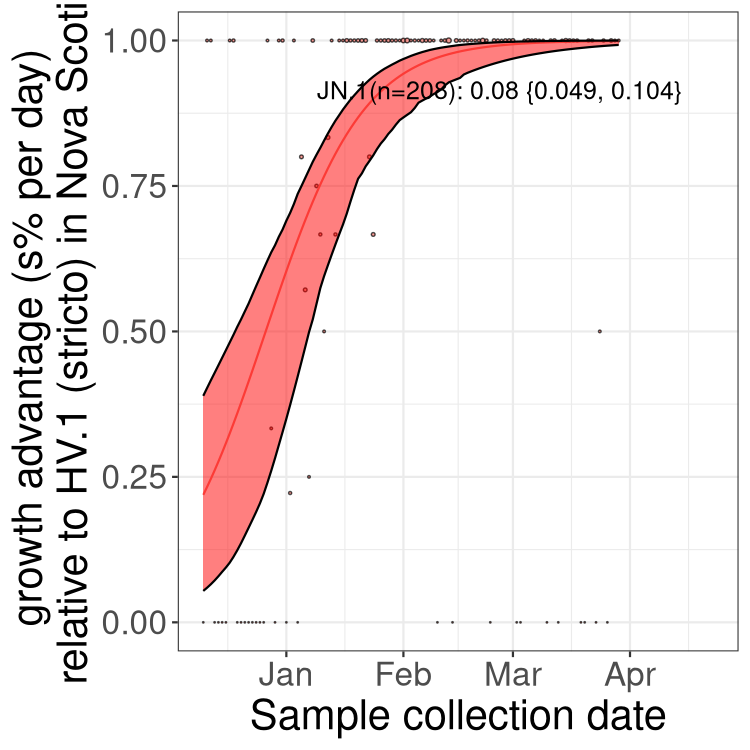 growth advantage (s% per day)
relative to HV.1 (stricto) in Nova Scoti
1.00
0.75
0.50
0.25
0.00
JN.1(n=208): 0.08 {0.049, 0.104}
Jan Feb Mar Apr
Sample collection date